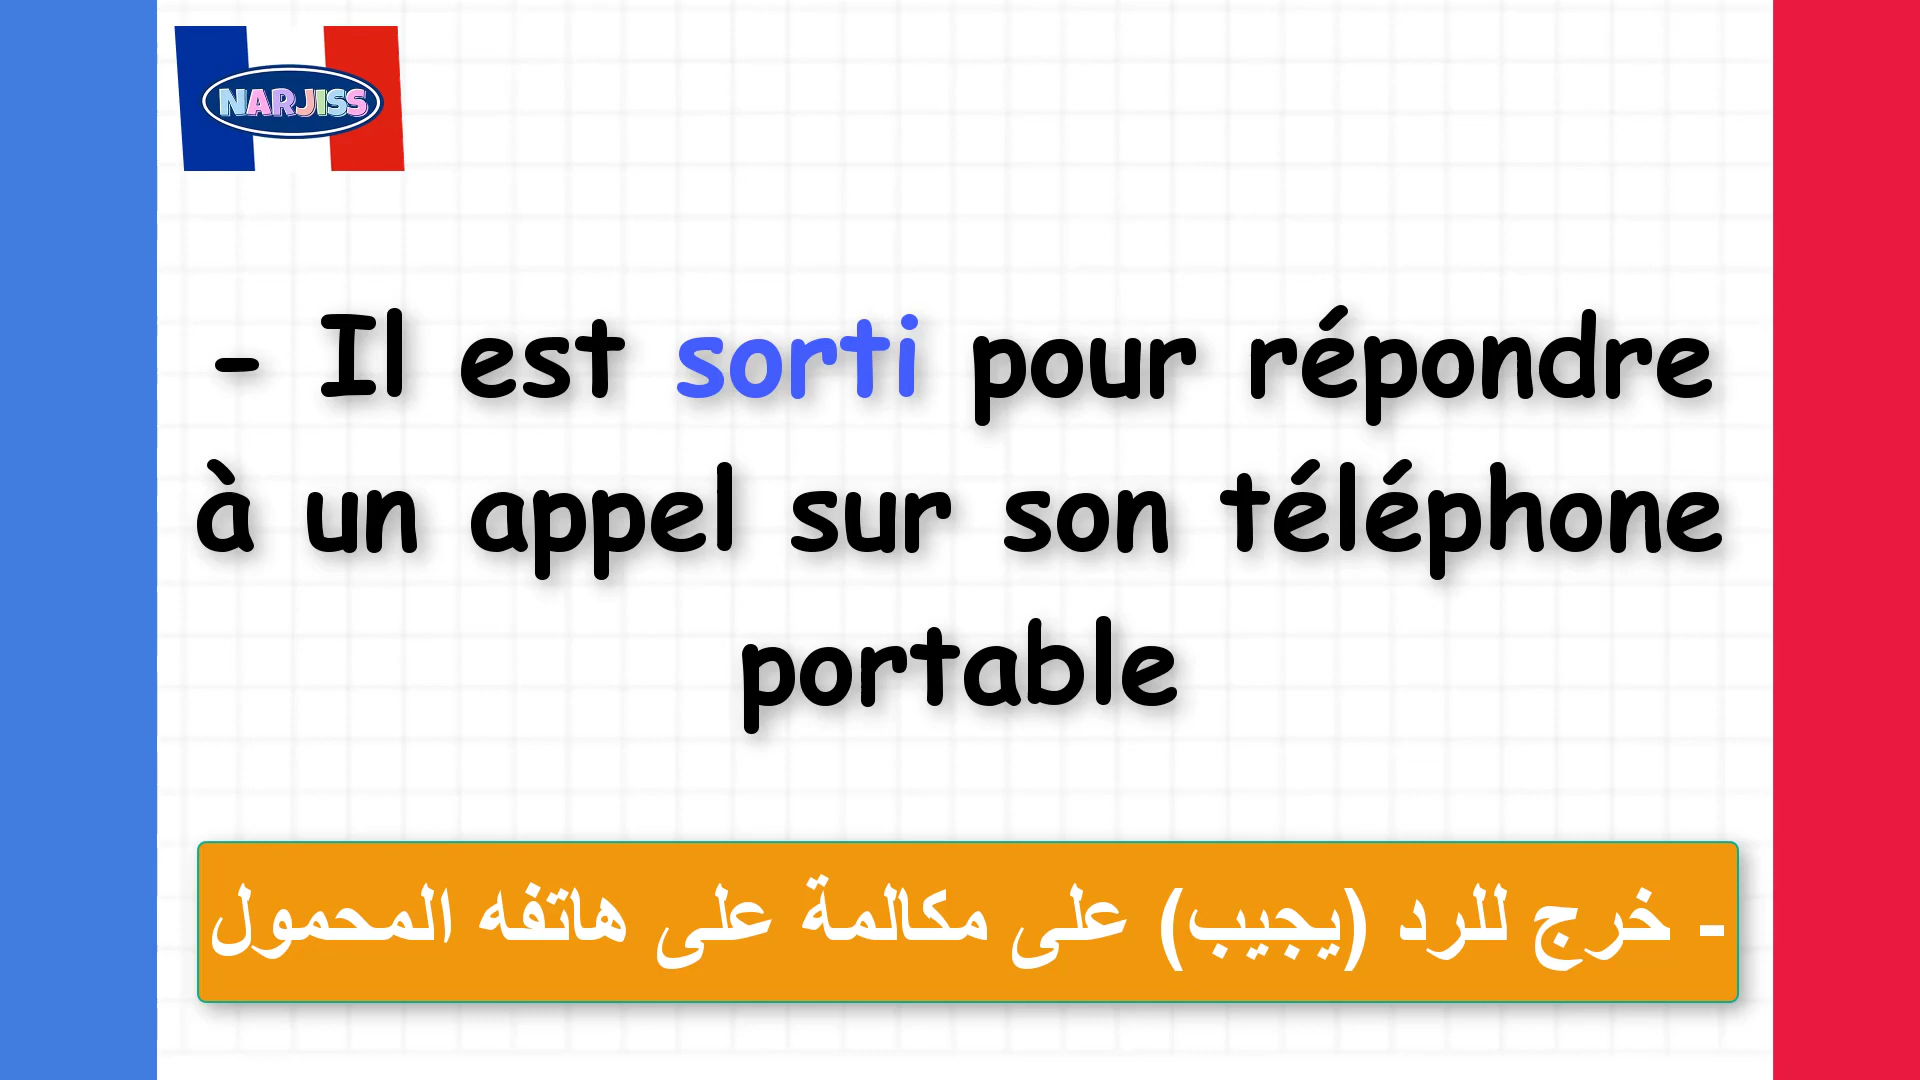 NARJISS
- Il est sorti pour répondre
à un appel sur son téléphone
portable
- خرج للرد (يجيب) على مكالمة على هاتفه المحمول